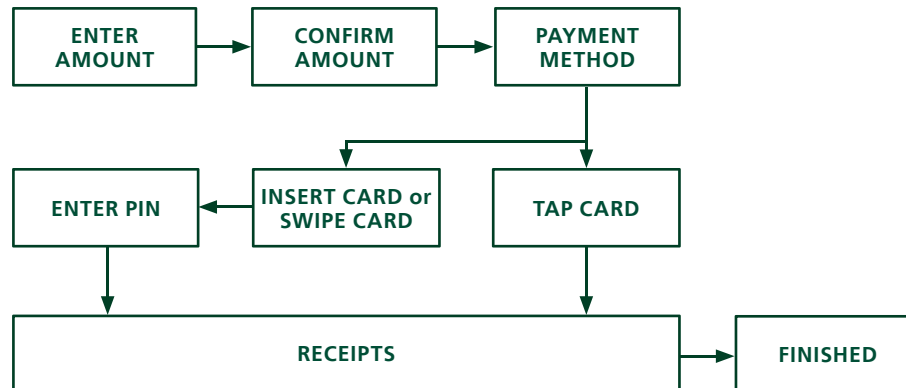 ENTER
AMOUNT
CONFIRM
AMOUNT
PAYMENT
METHOD
ENTER PIN
INSERT CARD or
SWIPE CARD
TAP CARD
RECEIPTS
FINISHED